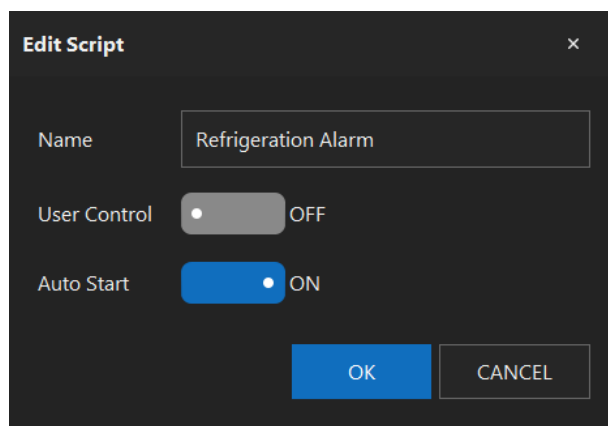 Edit Script ×
Name Refrigeration Alarm
User Control OFF
Auto Start ON
OK CANCEL